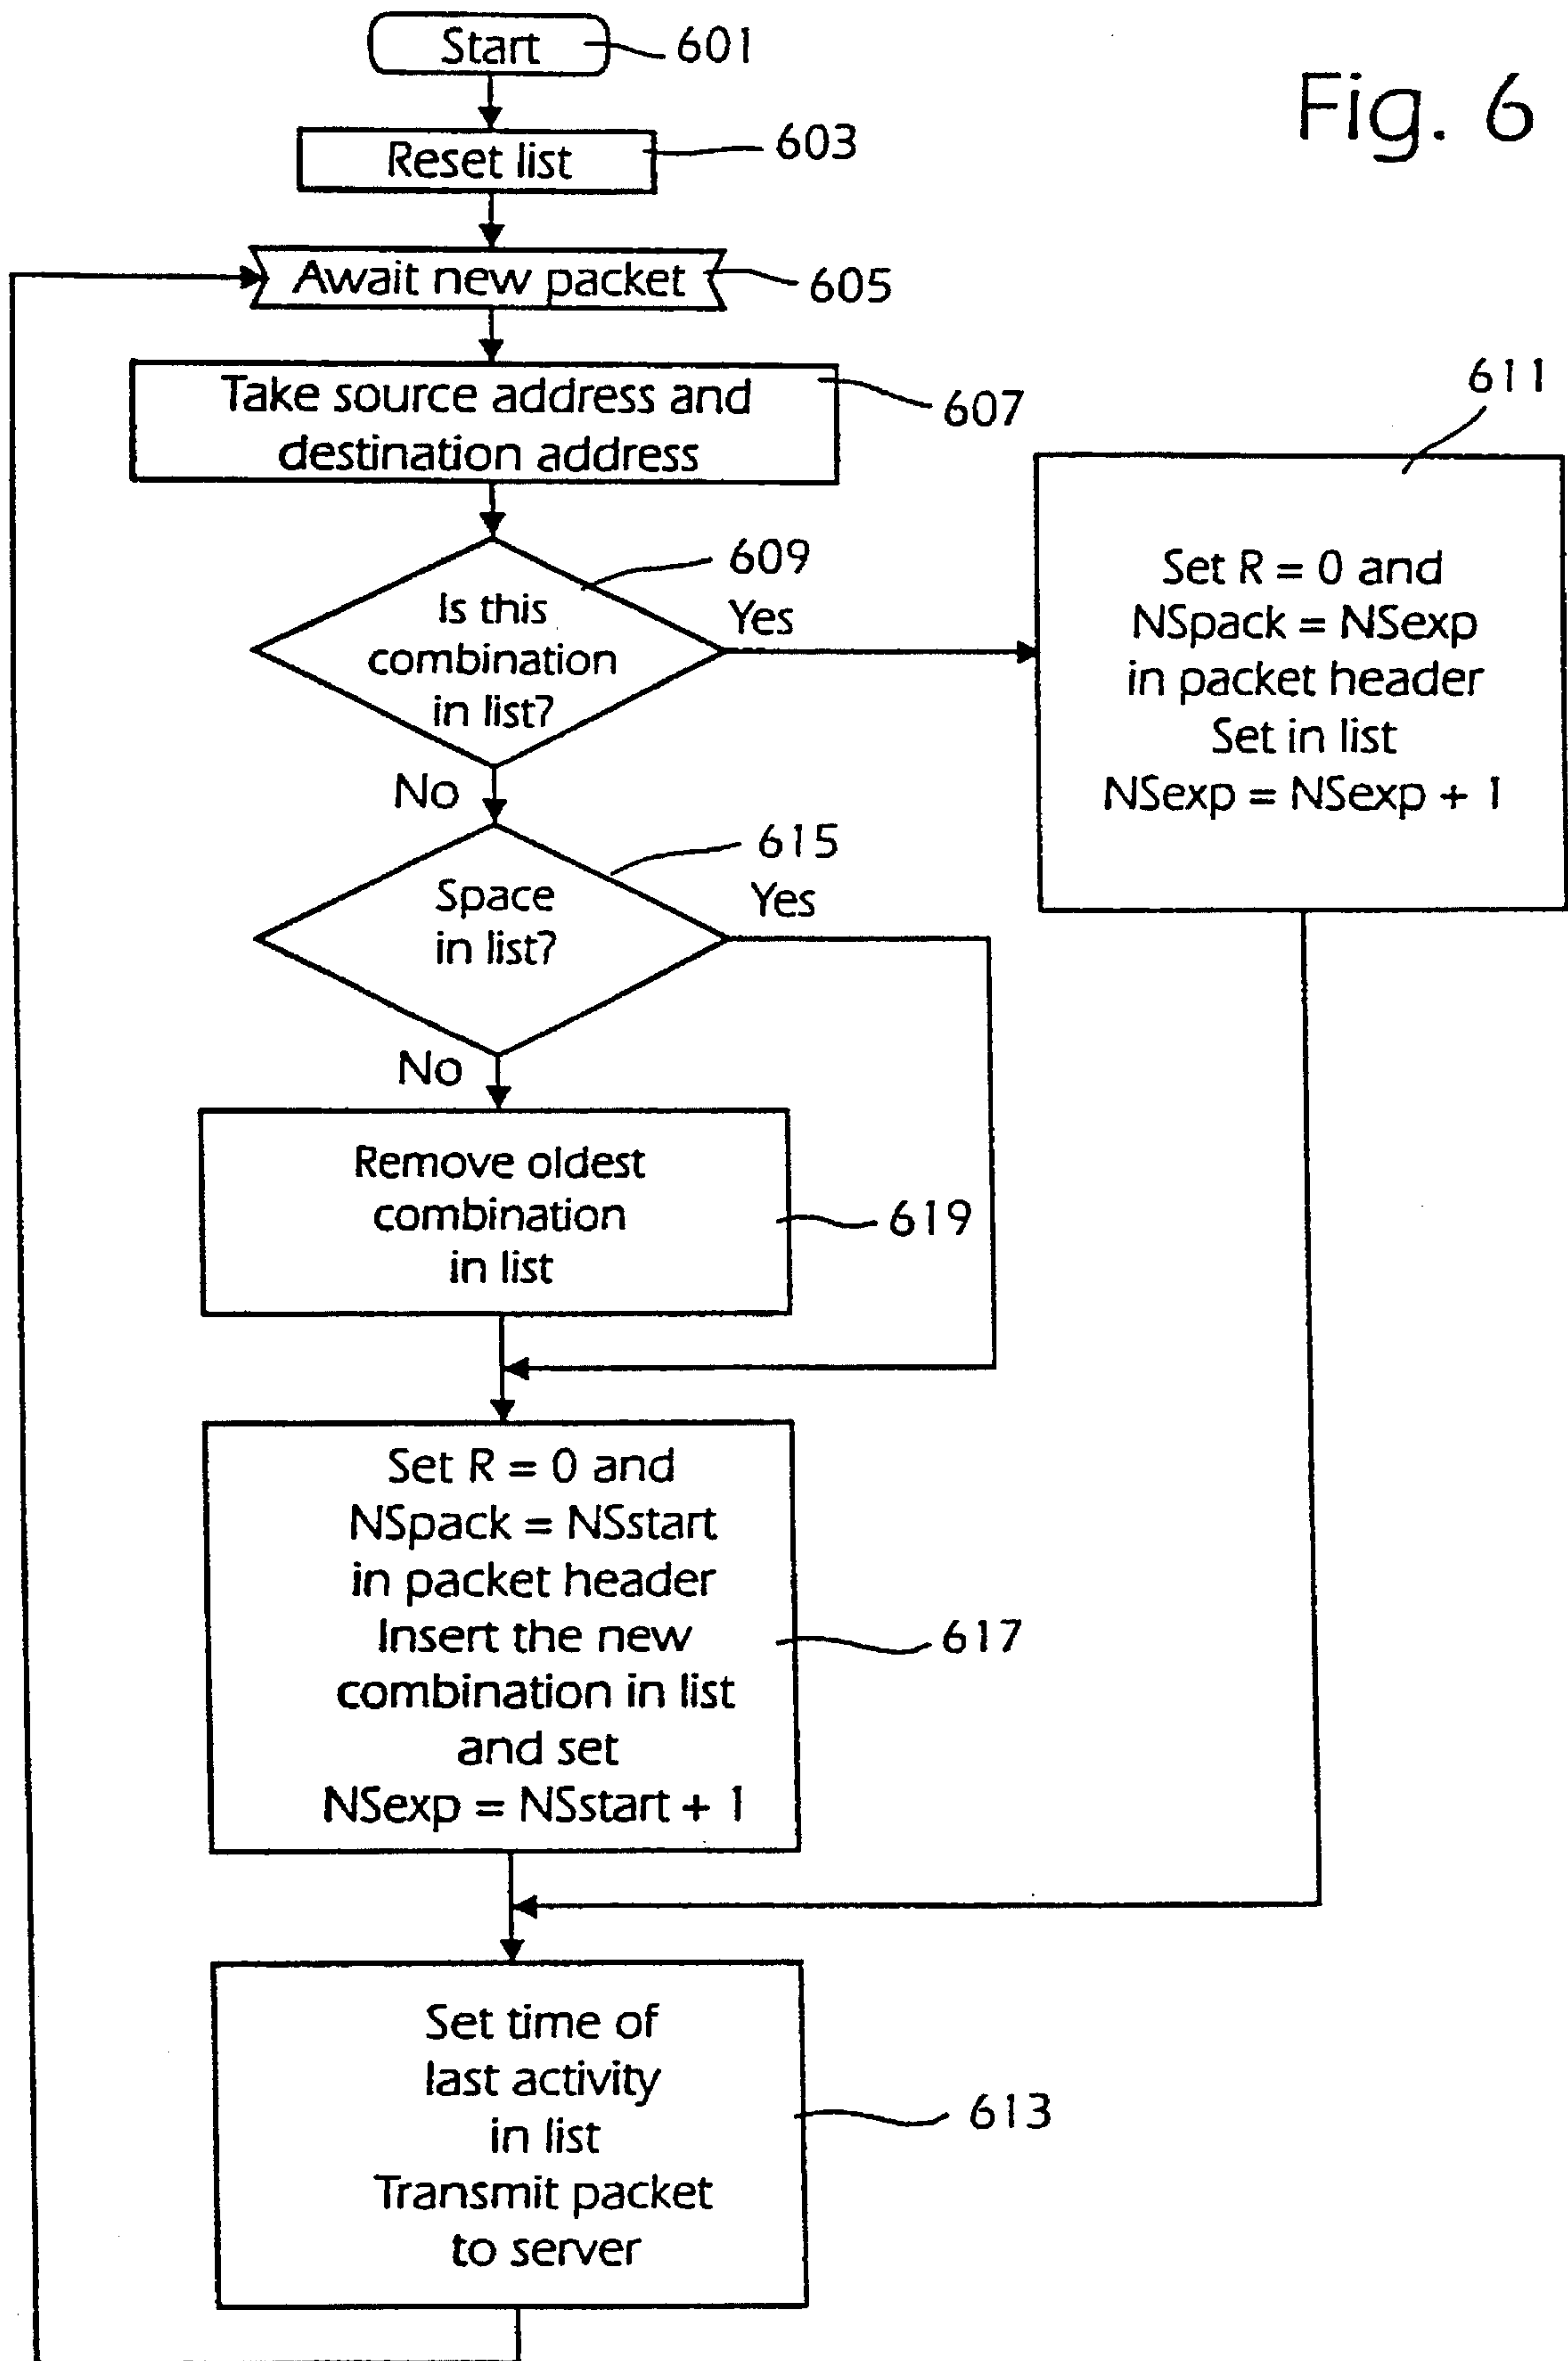 Fig. 6
Start
601
Reset list
603
Await new packet
605
Take source address and
destination address
607
609
Is this
combination
in list?
Yes
No
611
Set R = 0 and
NSpack = NSexp
in packet header
Set in list
NSexp = NSexp + 1
615
Space
in list?
Yes
No
Remove oldest
combination
in list
619
Set R = 0 and
NSpack = NSstart
in packet header
Insert the new
combination in list
and set
NSexp = NSstart + 1
617
Set time of
last activity
in list
Transmit packet
to server
613